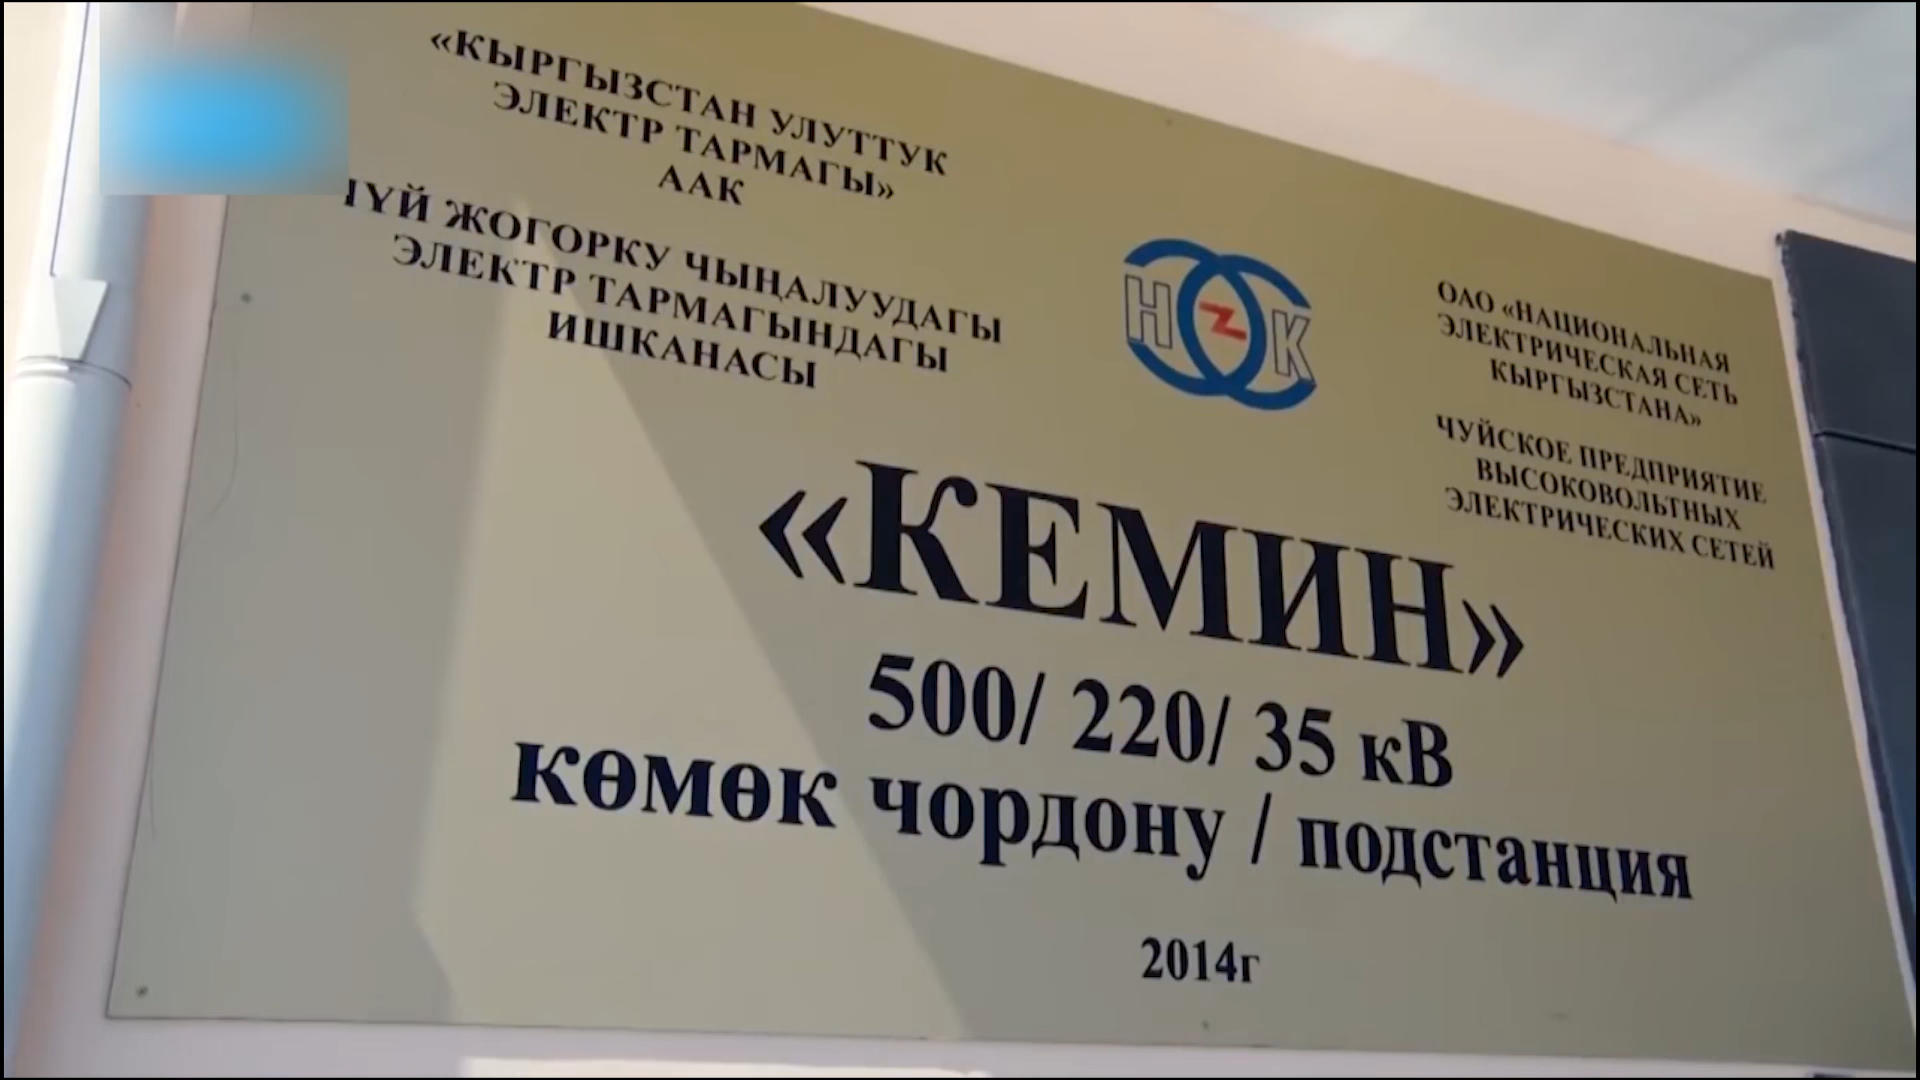 «КЫРГЫЗСТАН УЛУТТУК
ЭЛЕКТР ТАРМАГЫ»
ААК
ЖОГОРКУ ЧЫҢАЛУУДАГЫ
ЭЛЕКТР ТАРМАГЫНДАГЫ
ИШКАНАСЫ
Н К
ОАО «НАЦИОНАЛЬНАЯ
ЭЛЕКТРИЧЕСКАЯ СЕТЬ
КЫРГЫЗСТАНА»
ЧУЙСКОЕ ПРЕДПРИЯТИЕ
ВЫСОКОВОЛЬТНЫХ
ЭЛЕКТРИЧЕСКИХ СЕТЕЙ
«КЕМИН»
500/ 220/ 35 кВ
көмөк чордону / подстанция
2014г